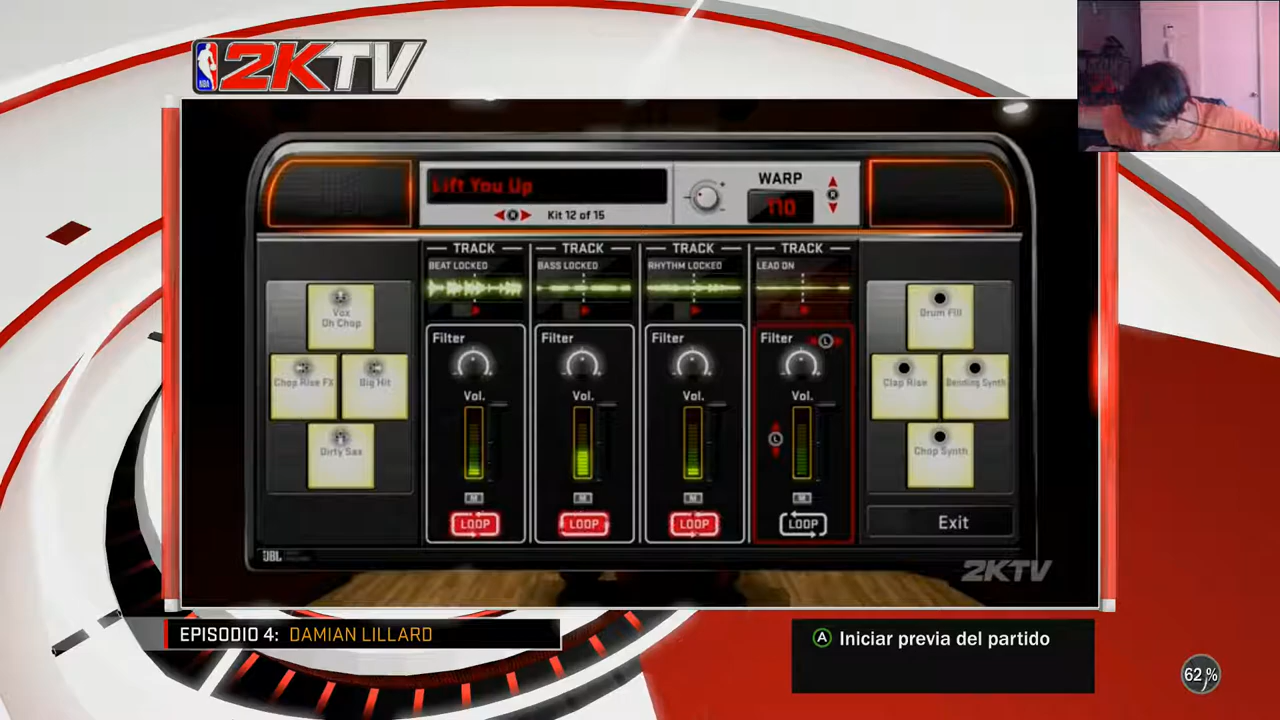 NBA 2KTV
Lift You Up
Kit 12 of 15
WARP
110
TRACK TRACK TRACK TRACK
BEAT LOCKED BASS LOCKED RHYTHM LOCKED LEAD ON
Vox
Oh Chop
Chop Rise FX Big Hit
Dirty Sax
Filter Filter Filter Filter
L
Vol. Vol. Vol. Vol.
L
M M M M
LOOP LOOP LOOP LOOP
Drum Fill
Clap Rise Bending Synth
Chop Synth
Exit
JBL
2KTV
EPISODIO 4: DAMIAN LILLARD
A Iniciar previa del partido
62 %